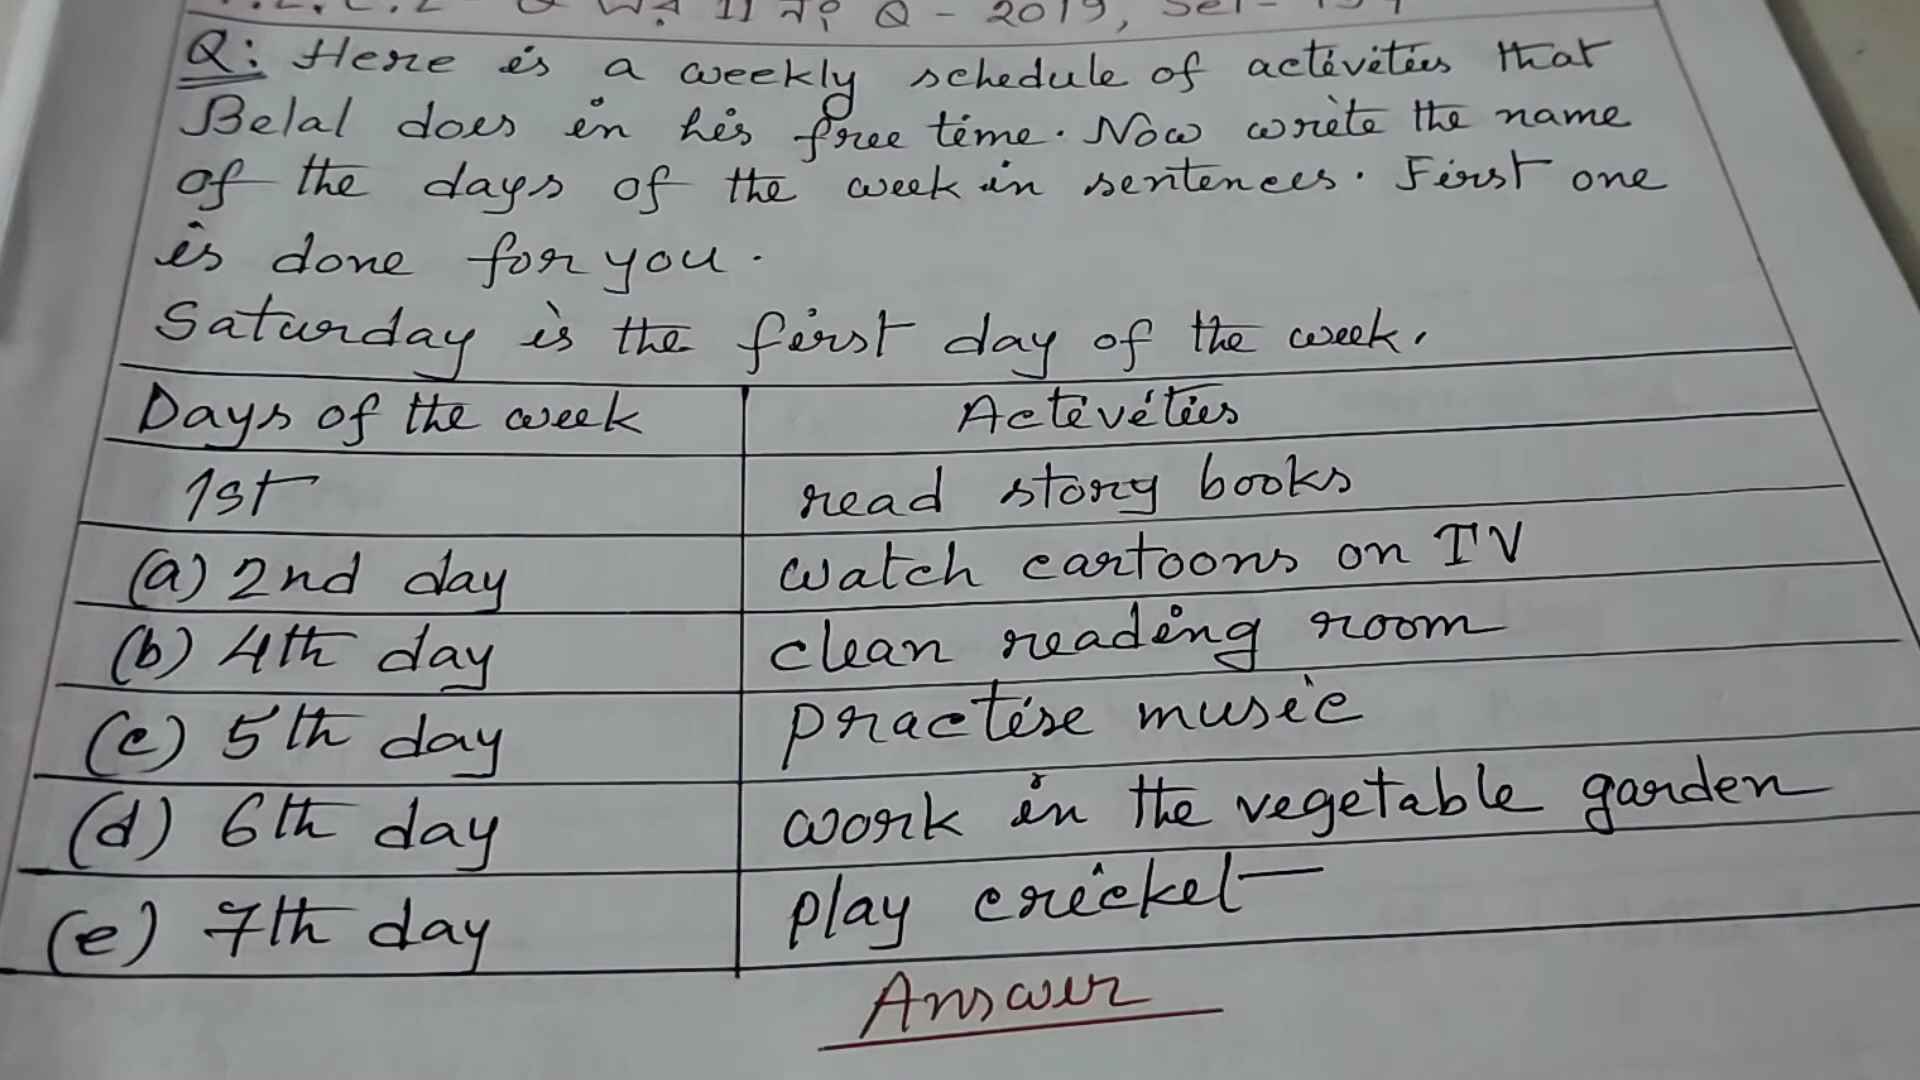 2019,
Q: Here is a weekly schedule of activities that
Belal does in his free time. Now write the name
of the days of the week in sentences. First one
is done for you.
Saturday is the first day of the week.
Days of the week Activities
1st read story books
(a) 2nd day watch cartoons on TV
(b) 4th day clean reading room
(c) 5th day practise music
(d) 6th day work in the vegetable garden
(e) 7th day play cricket
Answer